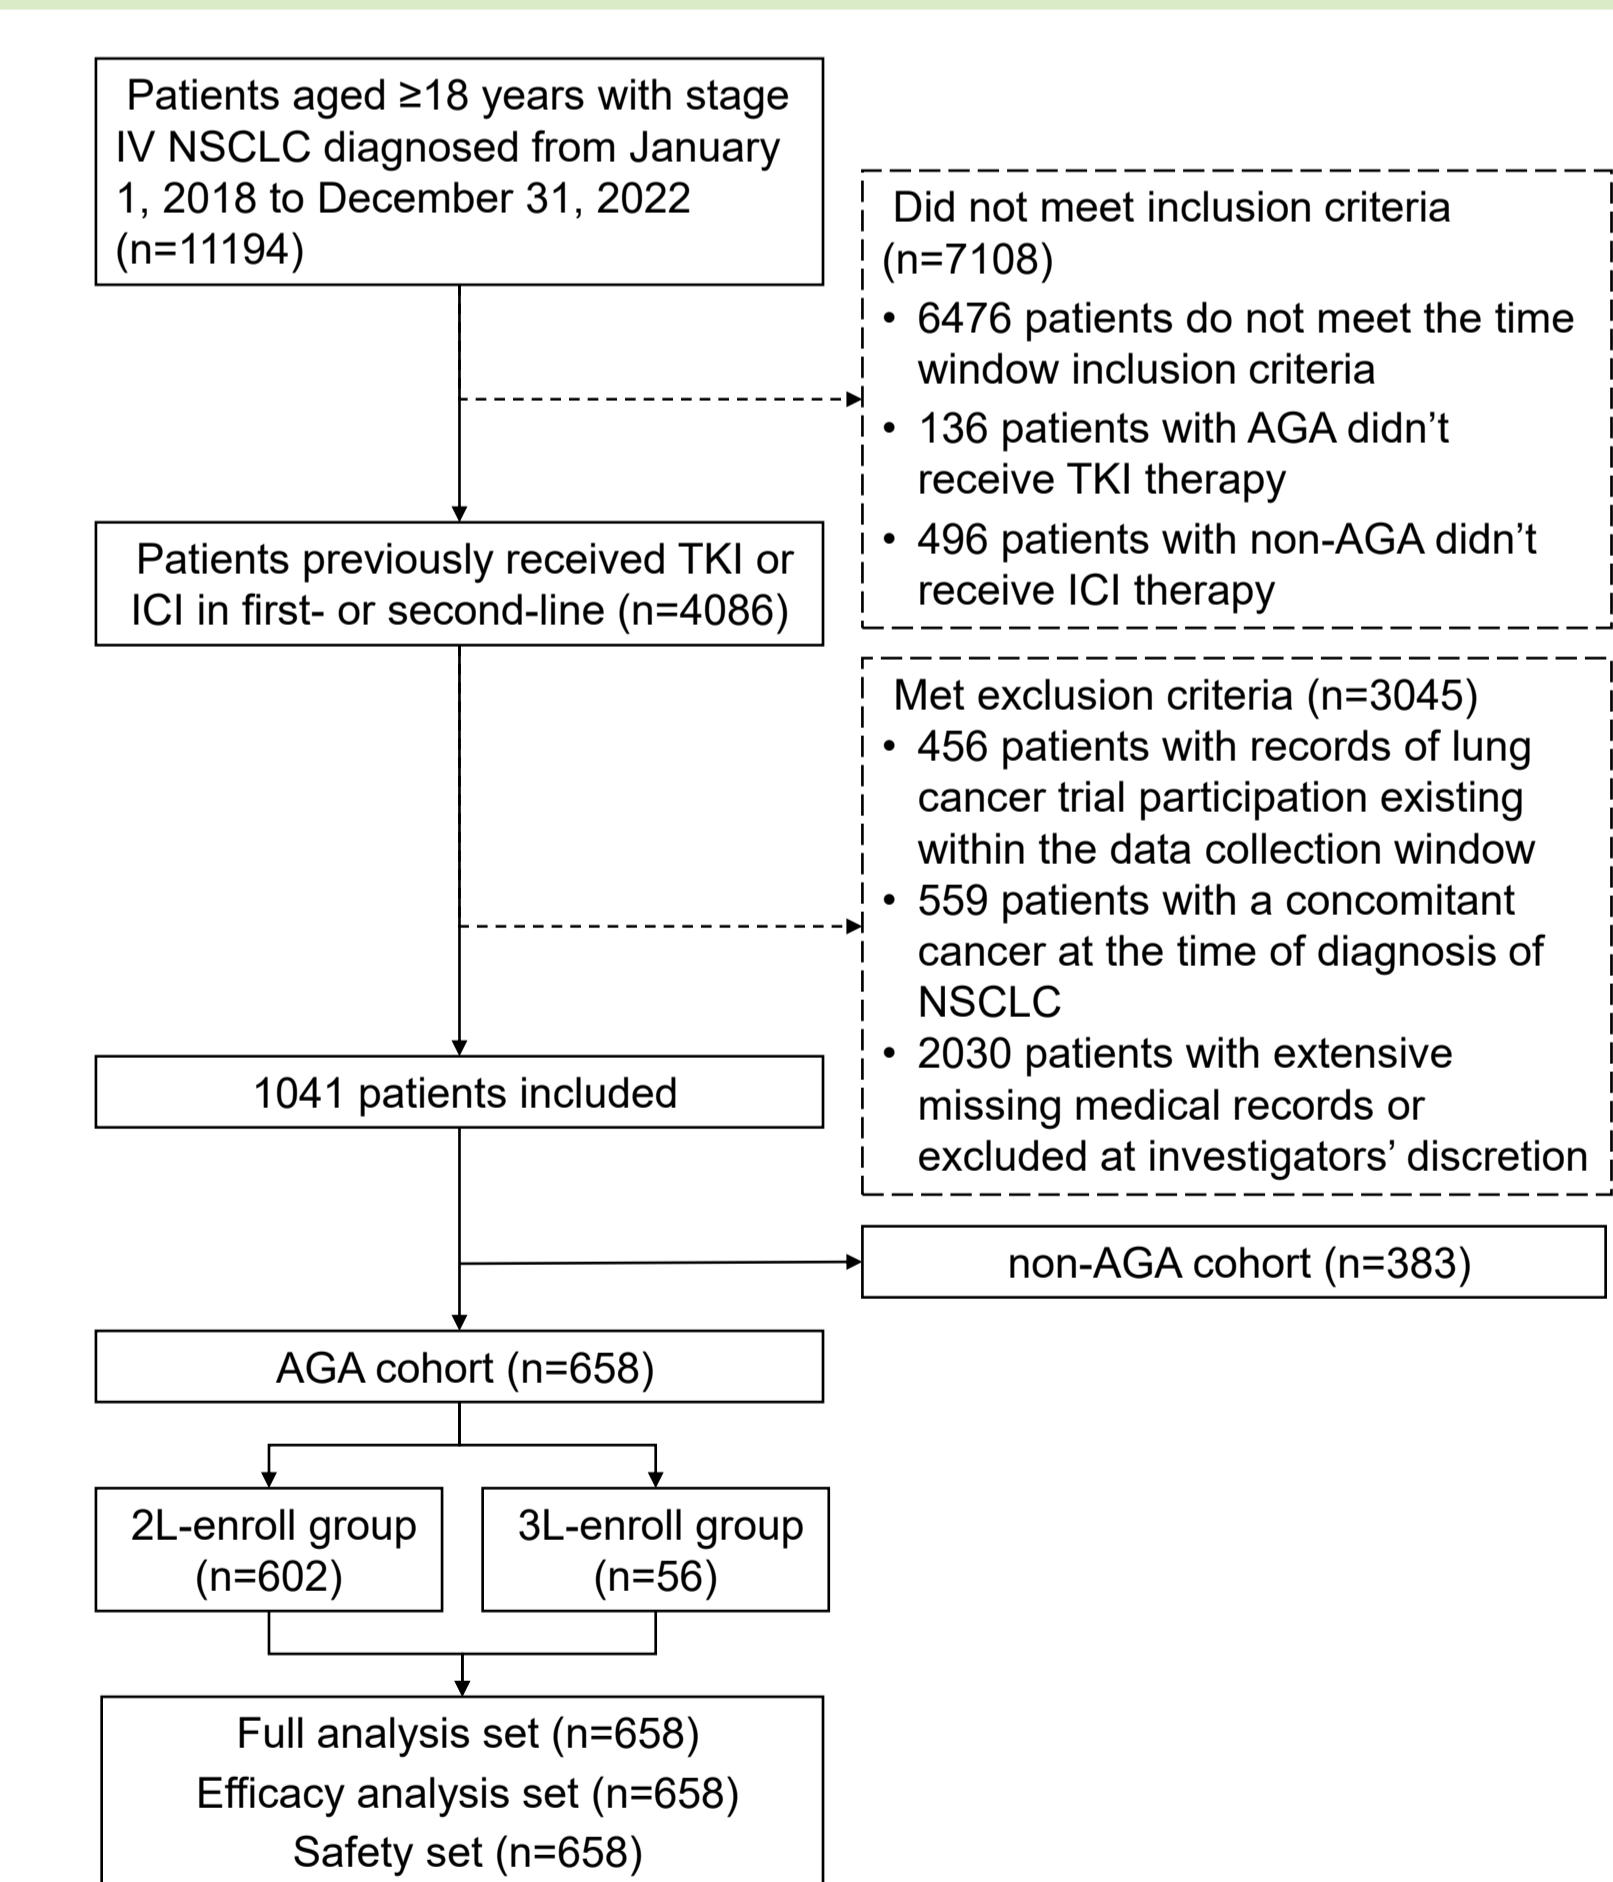 Patients aged ≥18 years with stage
IV NSCLC diagnosed from January
1, 2018 to December 31, 2022
(n=11194)
Did not meet inclusion criteria
(n=7108)
• 6476 patients do not meet the time
window inclusion criteria
• 136 patients with AGA didn’t
receive TKI therapy
• 496 patients with non-AGA didn’t
receive ICI therapy
Patients previously received TKI or
ICI in first- or second-line (n=4086)
Met exclusion criteria (n=3045)
• 456 patients with records of lung
cancer trial participation existing
within the data collection window
• 559 patients with a concomitant
cancer at the time of diagnosis of
NSCLC
• 2030 patients with extensive
missing medical records or
excluded at investigators’ discretion
1041 patients included
non-AGA cohort (n=383)
AGA cohort (n=658)
2L-enroll group
(n=602)
3L-enroll group
(n=56)
Full analysis set (n=658)
Efficacy analysis set (n=658)
Safety set (n=658)